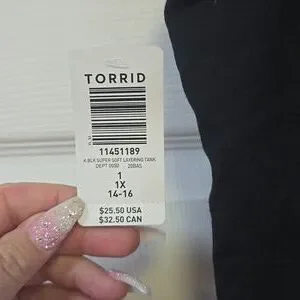 TORRID
11451189
X BLK SUPER SOFT LAYERING TANK
DEPT 0550 20BAS
1
1X
14-16
$25.50 USA
$32.50 CAN